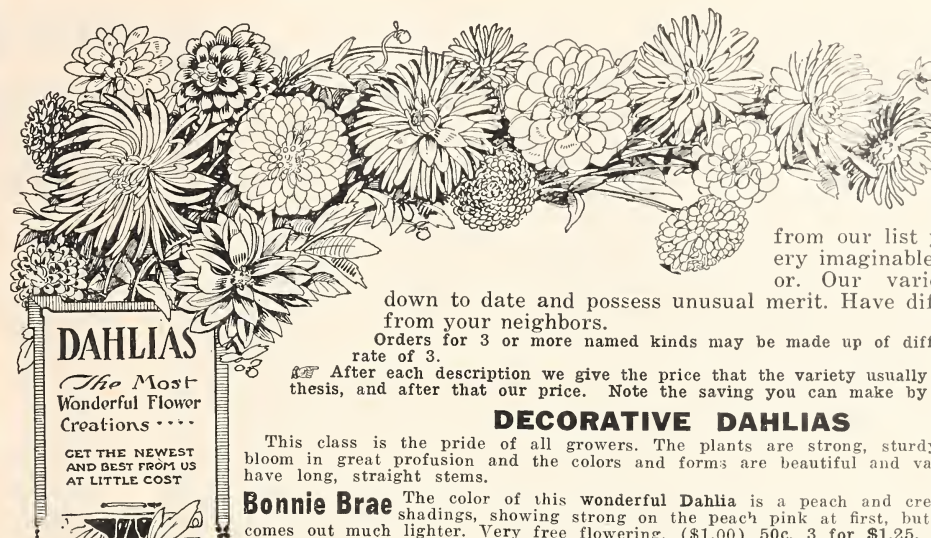 from our list
ery imaginable
or. Our vari
down to date and possess unusual merit. Have dif
from your neighbors.
Orders for 3 or more named kinds may be made up of diff
rate of 3.
☞ After each description we give the price that the variety usually
thesis, and after that our price. Note the saving you can make by
DAHLIAS
The Most
Wonderful Flower
Creations ····
GET THE NEWEST
AND BEST FROM US
AT LITTLE COST
DECORATIVE DAHLIAS
This class is the pride of all growers. The plants are strong, sturdy
bloom in great profusion and the colors and forms are beautiful and va
have long, straight stems.
Bonnie Brae The color of this wonderful Dahlia is a peach and cre
shadings, showing strong on the peach pink at first, but
comes out much lighter. Very free flowering. ($1.00) 50c, 3 for $1.25.